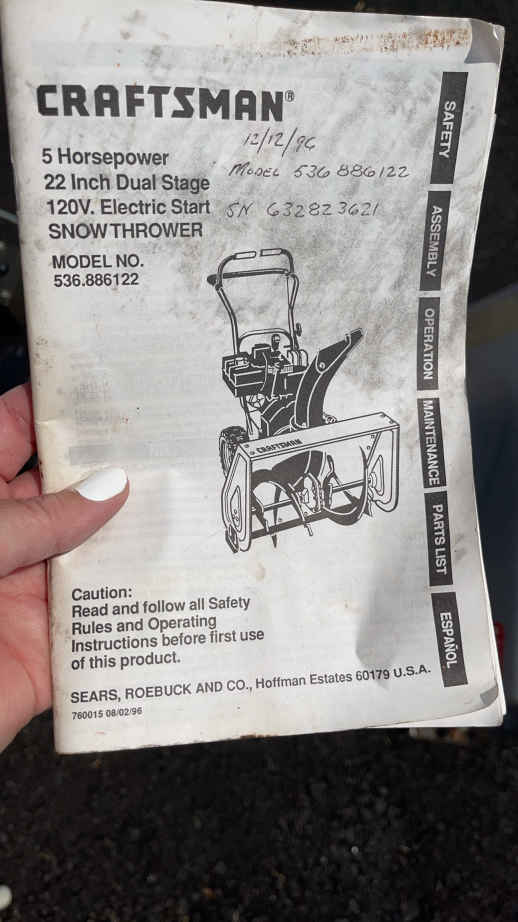 CRAFTSMAN®
12/12/96
5 Horsepower
22 Inch Dual Stage
120V. Electric Start
SNOW THROWER
MODEL 536 886122
SN 632823621
MODEL NO.
536.886122
CRAFTSMAN
Caution:
Read and follow all Safety
Rules and Operating
Instructions before first use
of this product.
SEARS, ROEBUCK AND CO., Hoffman Estates 60179 U.S.A.
760015 08/02/96
SAFETY
ASSEMBLY
OPERATION
MAINTENANCE
PARTS LIST
ESPAÑOL